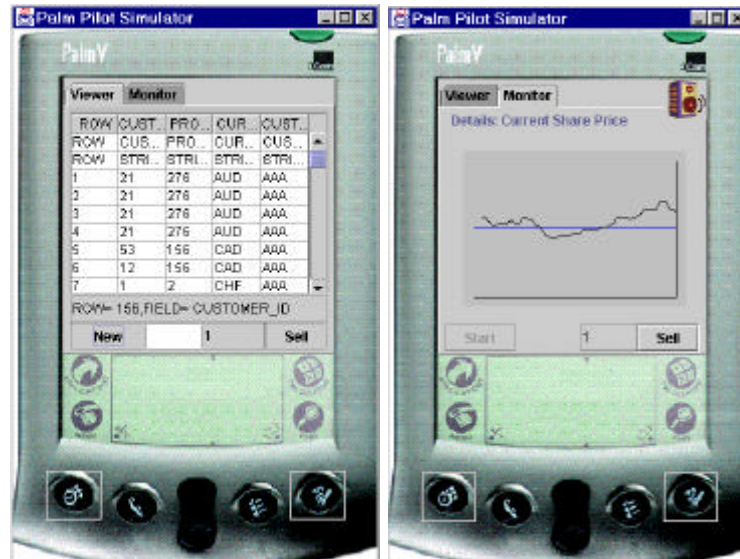 Palm Pilot Simulator
Palm V
Viewer Monitor
ROW CUST... PRO... CUR... CUST...
ROW CUS... PRO... CUR... CUS...
ROW STRI... STRI... STRI... STRI...
1 21 276 AUD AAA
2 21 276 AUD AAA
3 21 276 AUD AAA
4 21 276 AUD AAA
5 53 156 CAD AAA
6 12 156 CAD AAA
7 1 2 CHF AAA
ROW= 156,FIELD= CUSTOMER_ID
New 1 Sell
Palm Pilot Simulator
Palm V
Viewer Monitor
Details: Current Share Price
Start 1 Sell